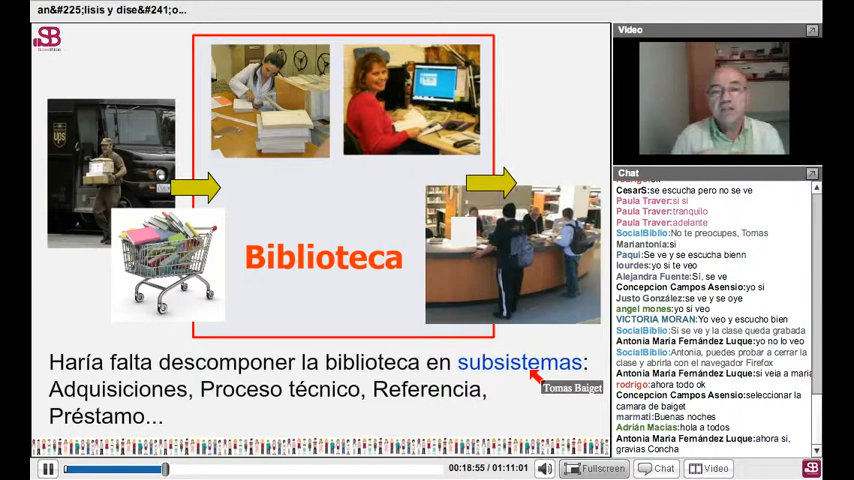 an&#225;lisis y dise&#241;o...
SB
ups
Biblioteca
Haría falta descomponer la biblioteca en subsistemas:
Adquisiciones, Proceso técnico, Referencia,
Préstamo...
Tomas Baiget
Video
Chat
CesarS:se escucha pero no se ve
Paula Traver:si si
Paula Traver:tranquilo
Paula Traver:adelante
SocialBiblio:No te preocupes, Tomas
Mariantonia:si
Paqui:Se ve y se escucha bienn
lourdes:yo si te veo
Alejandra Fuente:Sí, se ve
Concepcion Campos Asensio:yo si
Justo González:se ve y se oye
angel mones:yo si veo
VICTORIA MORAN:Yo veo y escucho bien
SocialBiblio:Si se ve y la clase queda grabada
Antonia María Fernández Luque:yo no lo veo
SocialBiblio:Antonia, puedes probar a cerrar la
clase y abrirla con el navegador Firefox
Antonia María Fernández Luque:si veia a maria
rodrigo:ahora todo ok
Concepcion Campos Asensio:seleccionar la
camara de baiget
marmati:Buenas noches
Adrián Macías:hola a todos
Antonia María Fernández Luque:ahora si,
gravias Concha
00:18:55 / 01:11:01
Fullscreen
Chat
Video
SB